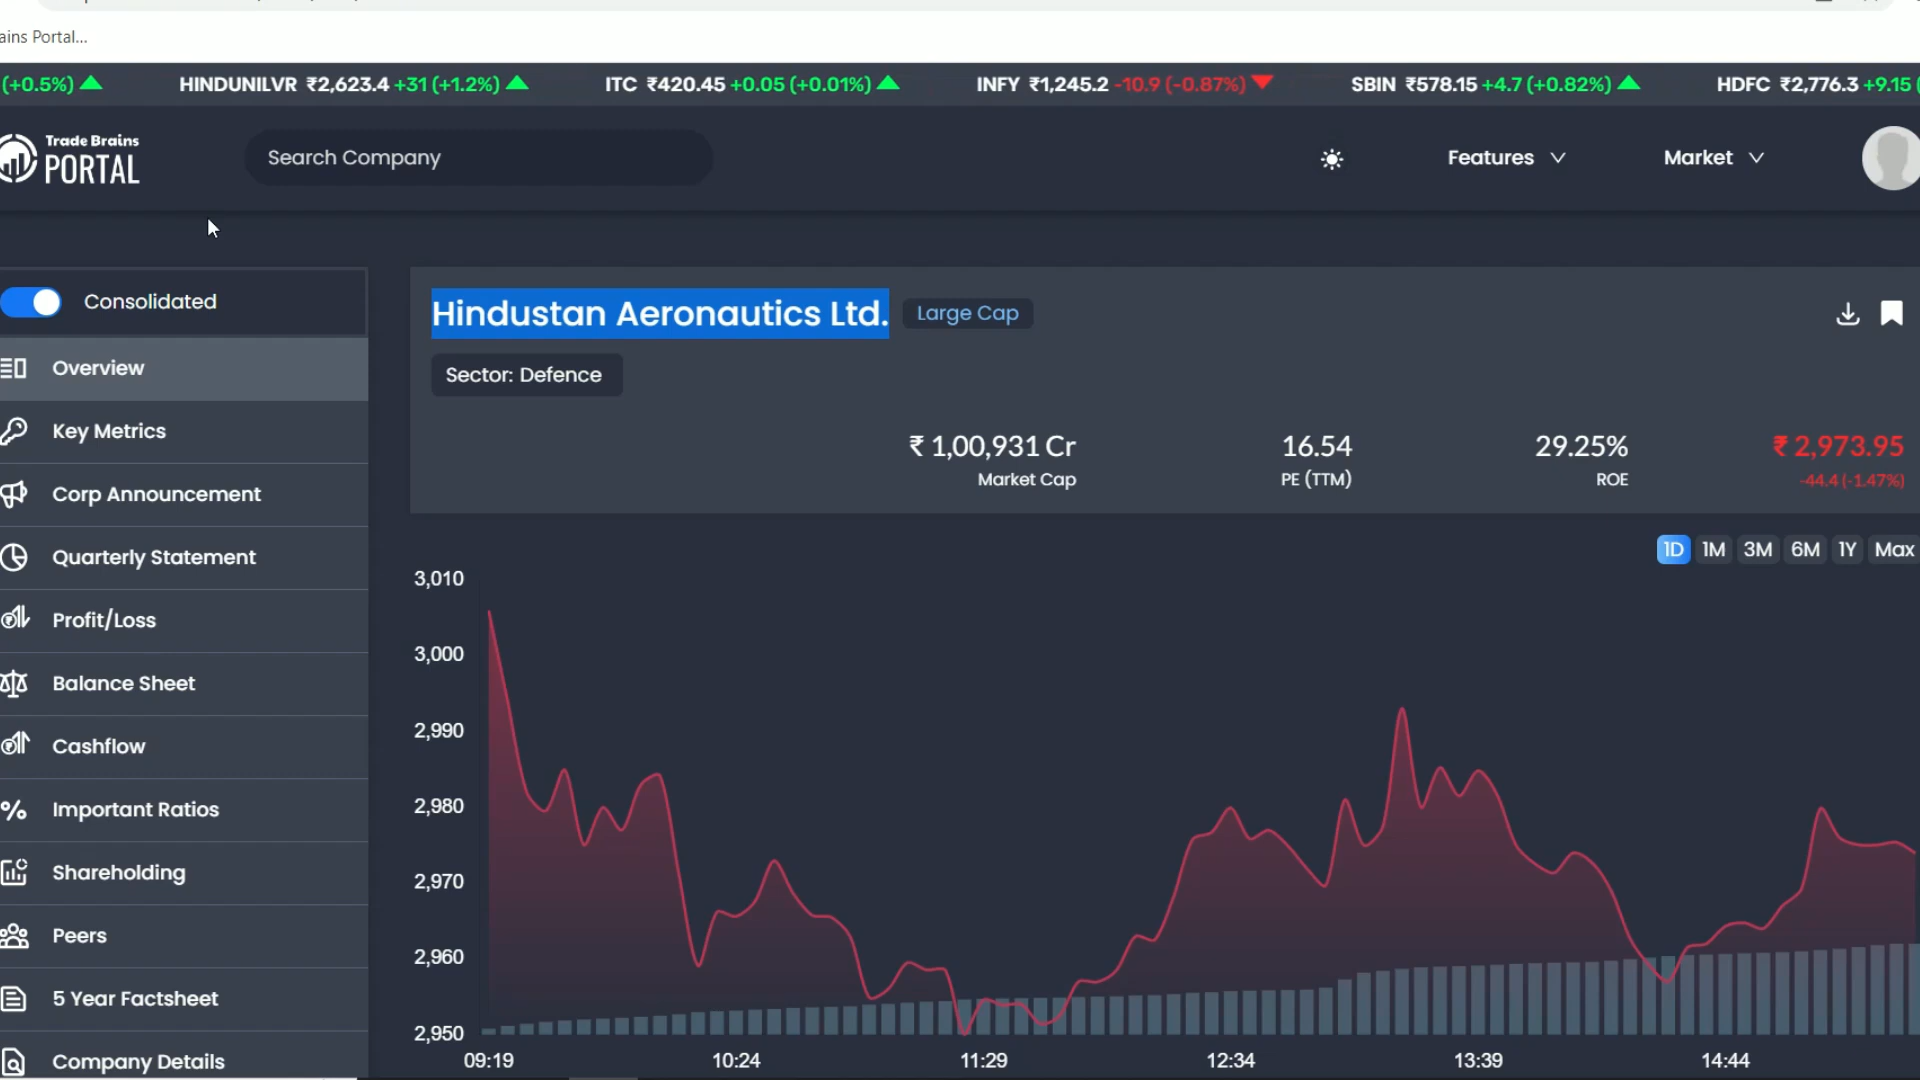 ains Portal...
(+0.5%) HINDUNILVR ₹2,623.4 +31 (+1.2%) ITC ₹420.45 +0.05 (+0.01%) INFY ₹1,245.2 -10.9 (-0.87%) SBIN ₹578.15 +4.7 (+0.82%) HDFC ₹2,776.3 +9.15 (
Trade Brains
PORTAL
Search Company
Features
Market
Consolidated
Overview
Key Metrics
Corp Announcement
Quarterly Statement
Profit/Loss
Balance Sheet
Cashflow
Important Ratios
Shareholding
Peers
5 Year Factsheet
Company Details
Hindustan Aeronautics Ltd. Large Cap
Sector: Defence
₹ 1,00,931 Cr 16.54 29.25% ₹ 2,973.95
Market Cap PE (TTM) ROE -44.4 (-1.47%)
1D 1M 3M 6M 1Y Max
3,010
3,000
2,990
2,980
2,970
2,960
2,950
09:19 10:24 11:29 12:34 13:39 14:44